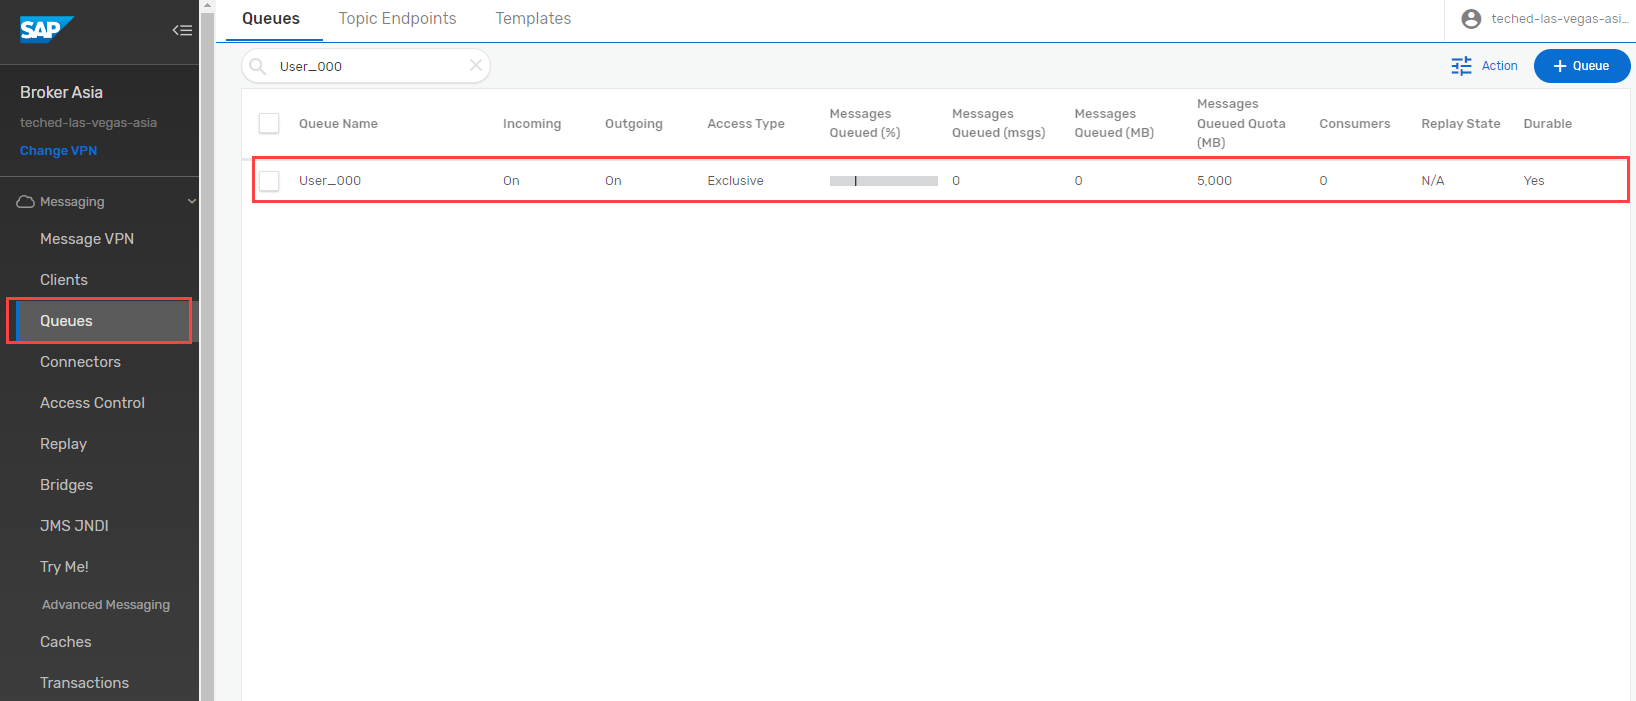 SAP
Broker Asia
teched-las-vegas-asia
Change VPN
Messaging
Message VPN
Clients
Queues
Connectors
Access Control
Replay
Bridges
JMS JNDI
Try Me!
Advanced Messaging
Caches
Transactions
Queues Topic Endpoints Templates
teched-las-vegas-asi...
User_000
Action
+ Queue
Queue Name
Incoming
Outgoing
Access Type
Messages
Queued (%)
Messages
Queued (msgs)
Messages
Queued (MB)
Messages
Queued Quota
(MB)
Consumers
Replay State
Durable
User_000 On On Exclusive 0 0 5,000 0 N/A Yes